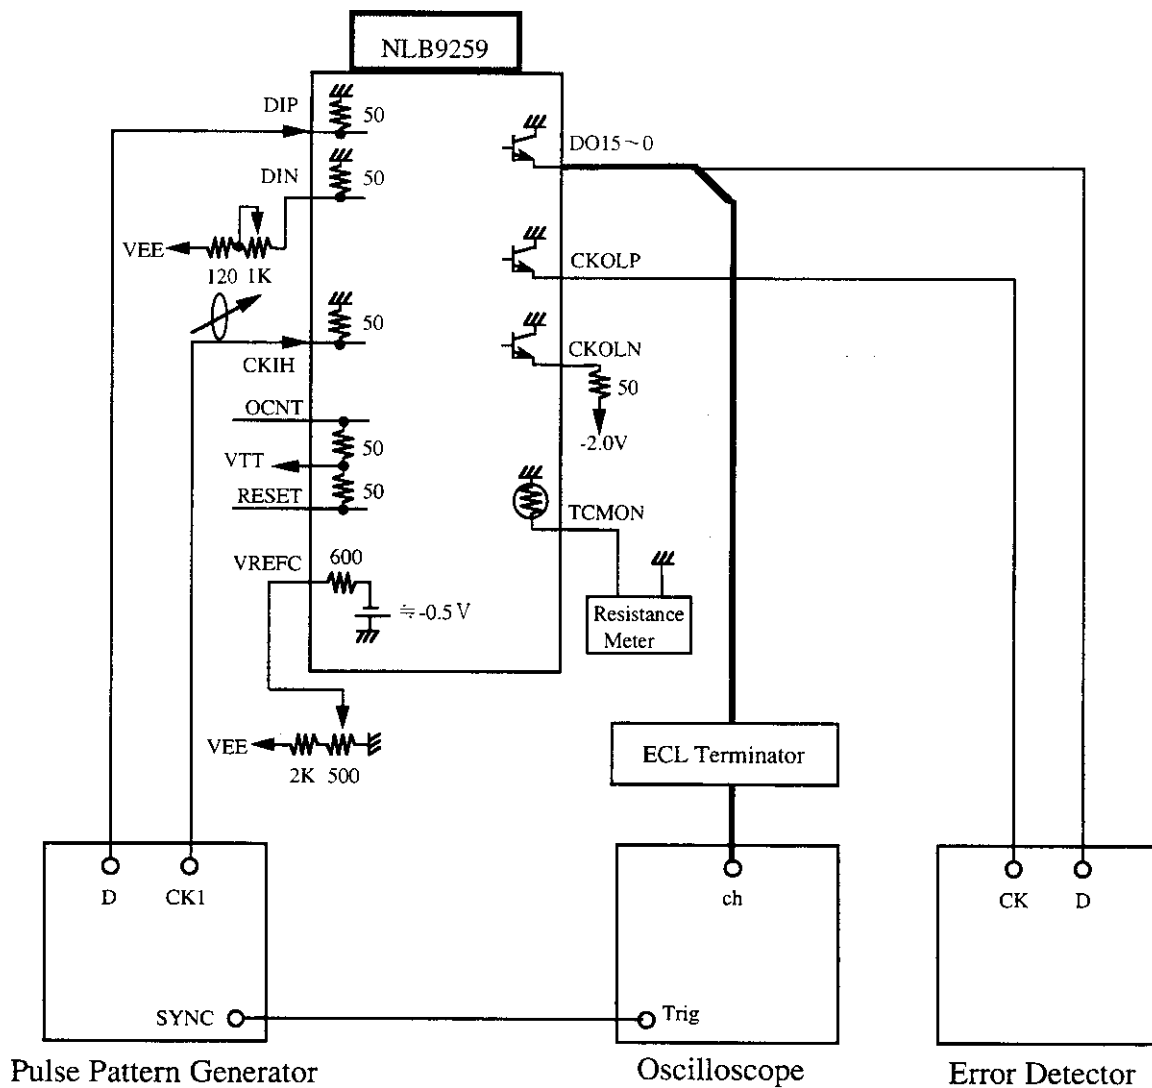 NLB9259
DIP
50
DO15~0
DIN
50
VEE
120 1K
CKOLP
50
CKIH
CKOLN
50
-2.0V
OCNT
50
VTT
50
RESET
TCMON
VREFC
600
≒-0.5 V
Resistance
Meter
VEE
2K 500
ECL Terminator
D
CK1
SYNC
ch
Trig
CK
D
Pulse Pattern Generator
Oscilloscope
Error Detector